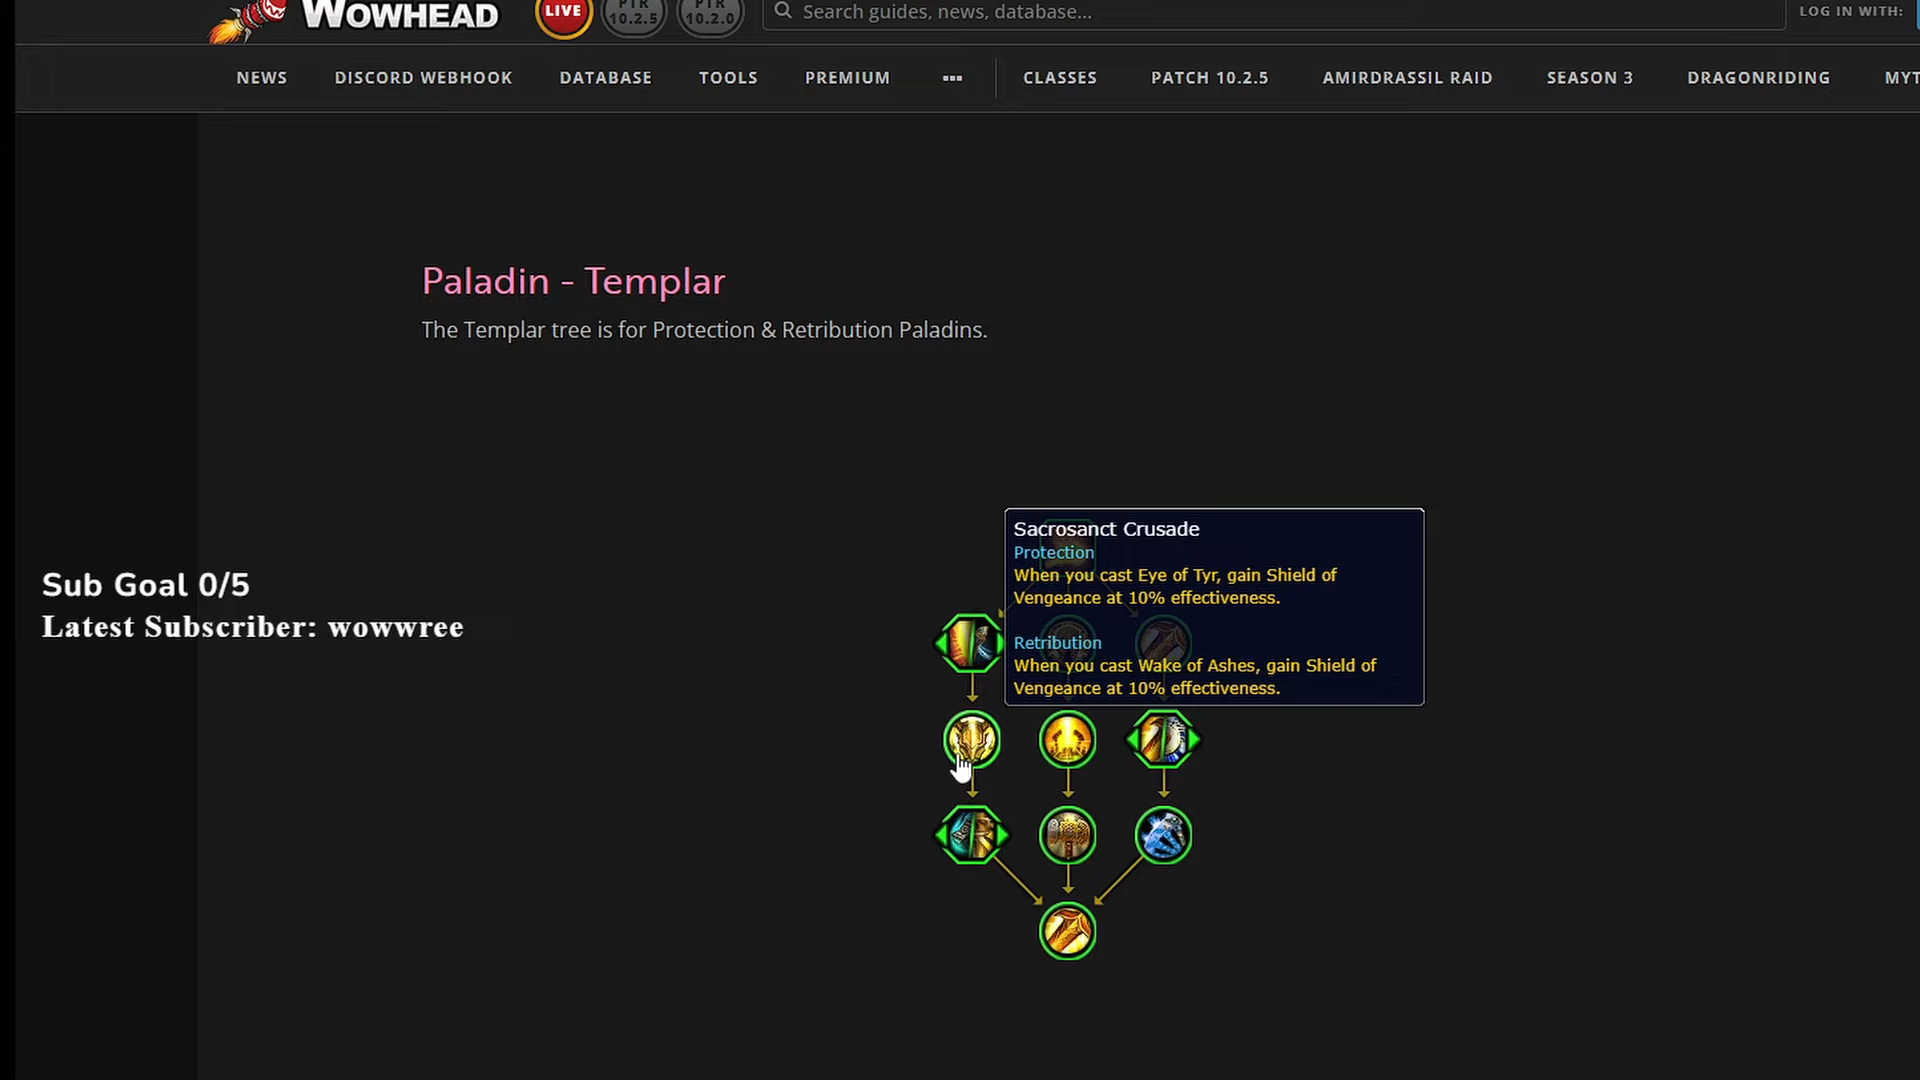 WOWHEAD
LIVE
PTR
10.2.5
PTR
10.2.0
Search guides, news, database...
LOG IN WITH:
NEWS
DISCORD WEBHOOK
DATABASE
TOOLS
PREMIUM
CLASSES
PATCH 10.2.5
AMIRDRASSIL RAID
SEASON 3
DRAGONRIDING
MYT
Paladin - Templar
The Templar tree is for Protection & Retribution Paladins.
Sacrosanct Crusade
Protection
When you cast Eye of Tyr, gain Shield of
Vengeance at 10% effectiveness.
Retribution
When you cast Wake of Ashes, gain Shield of
Vengeance at 10% effectiveness.
Sub Goal 0/5
Latest Subscriber: wowwree